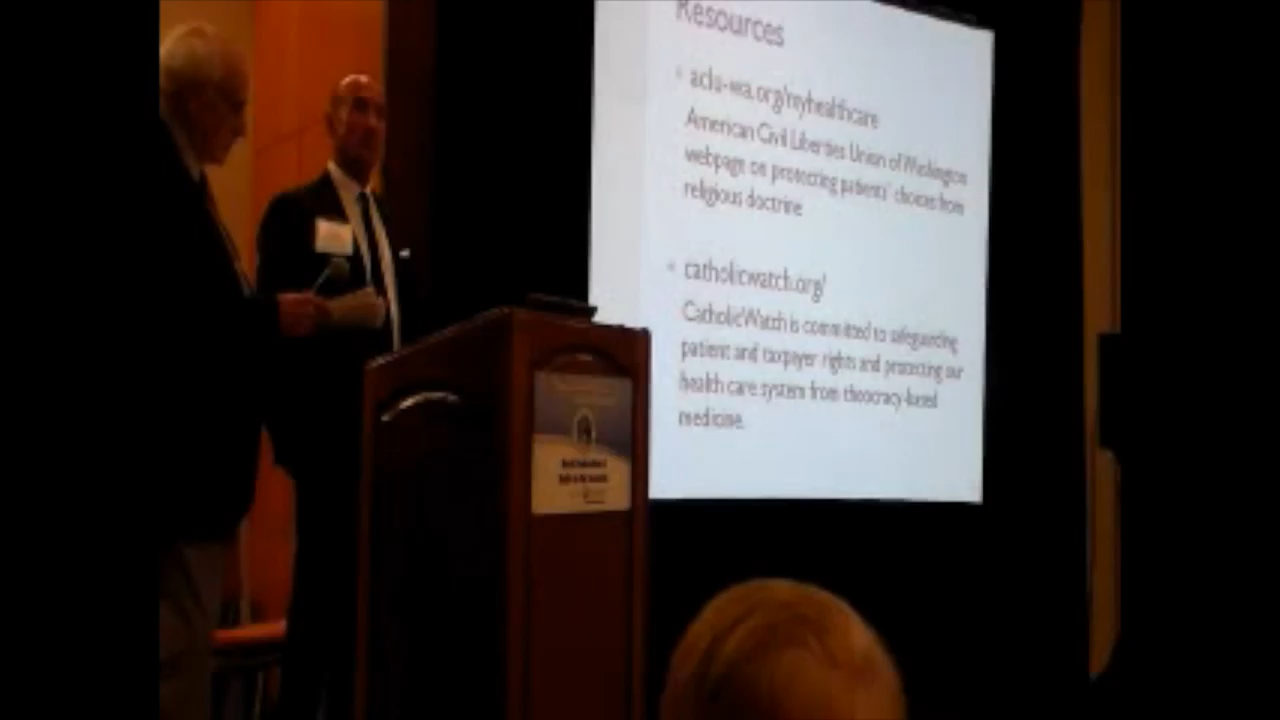 Resources
aclu-wa.org/myhealthcare
American Civil Liberties Union of Washington
webpage on protecting patients' choices from
religious doctrine
catholicwatch.org/
CatholicWatch is committed to safeguarding
patient and taxpayer rights and protecting our
health care system from theocracy-based
medicine.